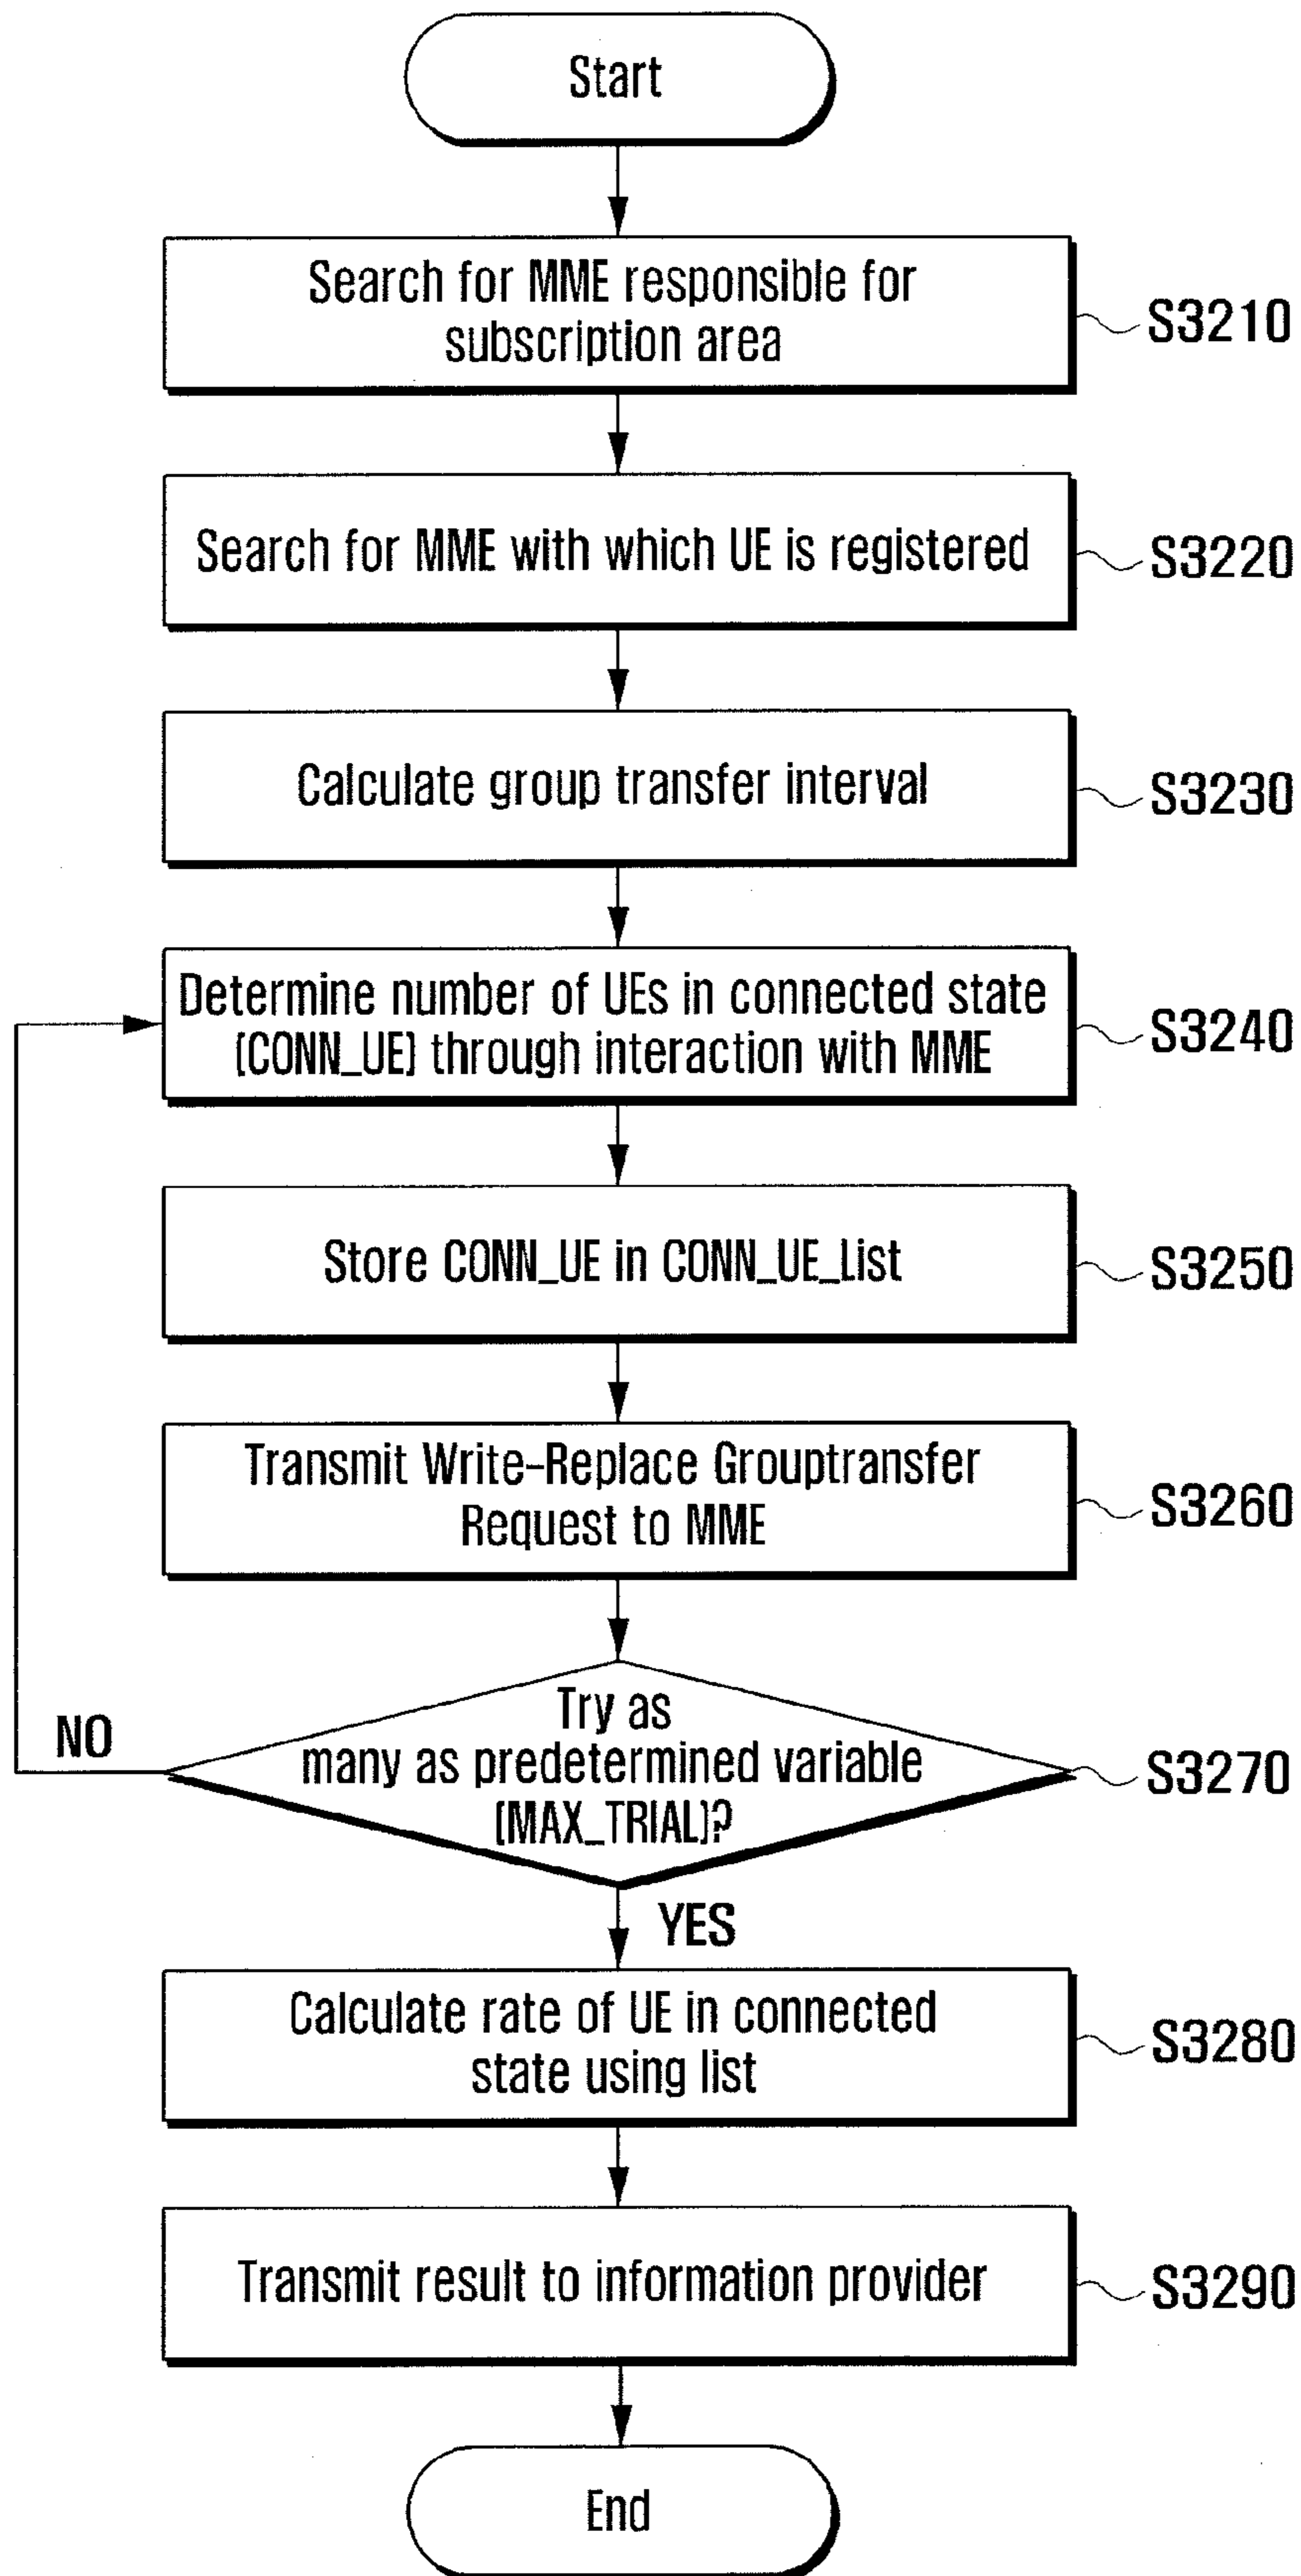 Start
Search for MME responsible for
subscription area
S3210
Search for MME with which UE is registered
S3220
Calculate group transfer interval
S3230
Determine number of UEs in connected state
(CONN_UE) through interaction with MME
S3240
Store CONN_UE in CONN_UE_List
S3250
Transmit Write-Replace Grouptransfer
Request to MME
S3260
Try as
many as predetermined variable
(MAX_TRIAL)?
S3270
NO
YES
Calculate rate of UE in connected
state using list
S3280
Transmit result to information provider
S3290
End